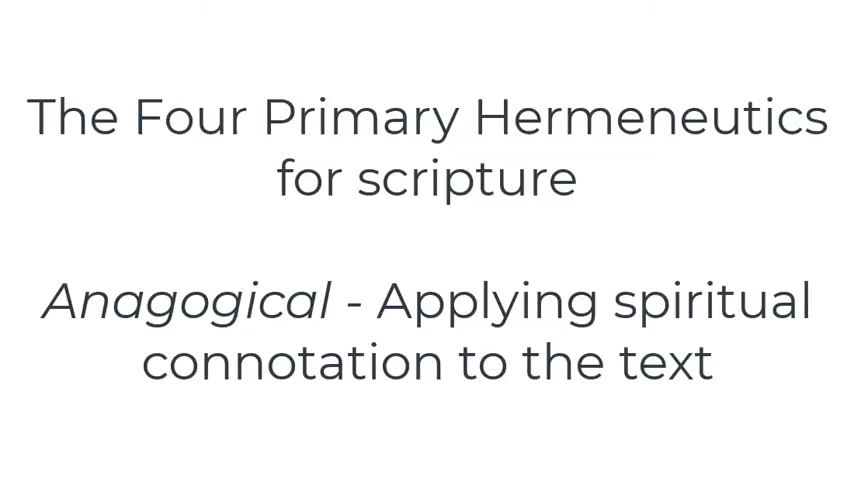 The Four Primary Hermeneutics
for scripture
Anagogical - Applying spiritual
connotation to the text